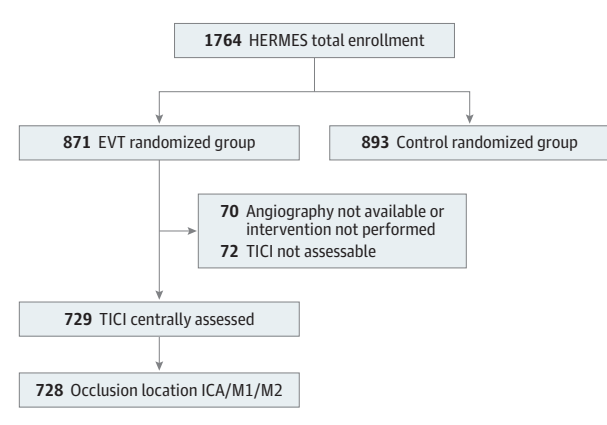 1764 HERMES total enrollment
871 EVT randomized group
893 Control randomized group
70 Angiography not available or
intervention not performed
72 TICI not assessable
729 TICI centrally assessed
728 Occlusion location ICA/M1/M2